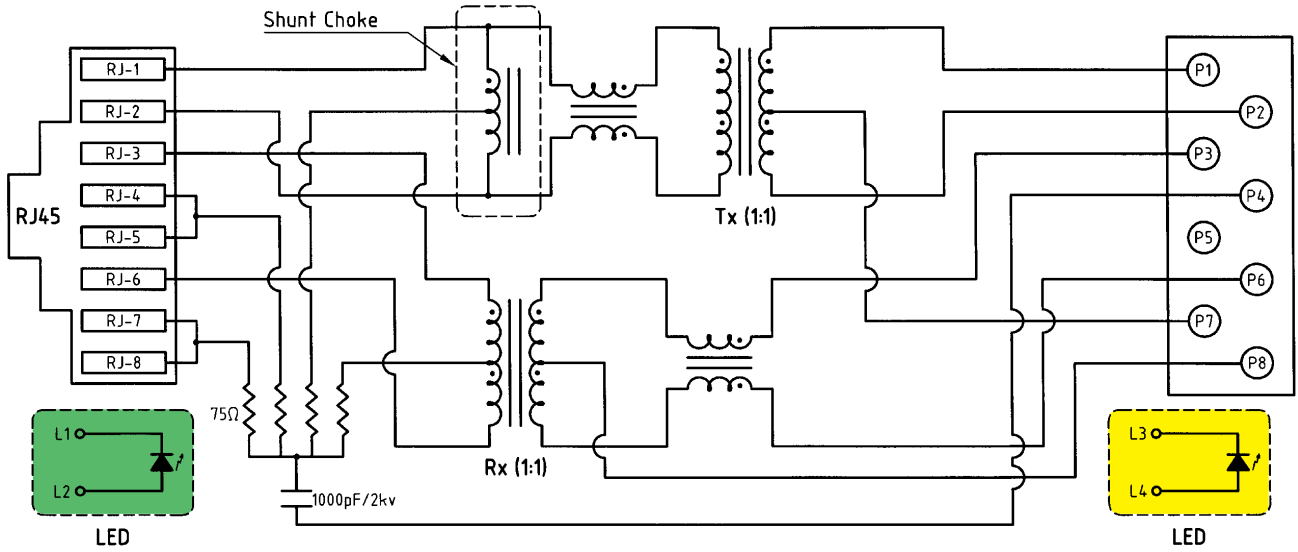 Shunt Choke
RJ-1
RJ-2
RJ-3
RJ-4
RJ45
RJ-5
RJ-6
RJ-7
RJ-8
75Ω
1000pF/2kv
Tx (1:1)
Rx (1:1)
P1
P2
P3
P4
P5
P6
P7
P8
L1
L2
LED
L3
L4
LED